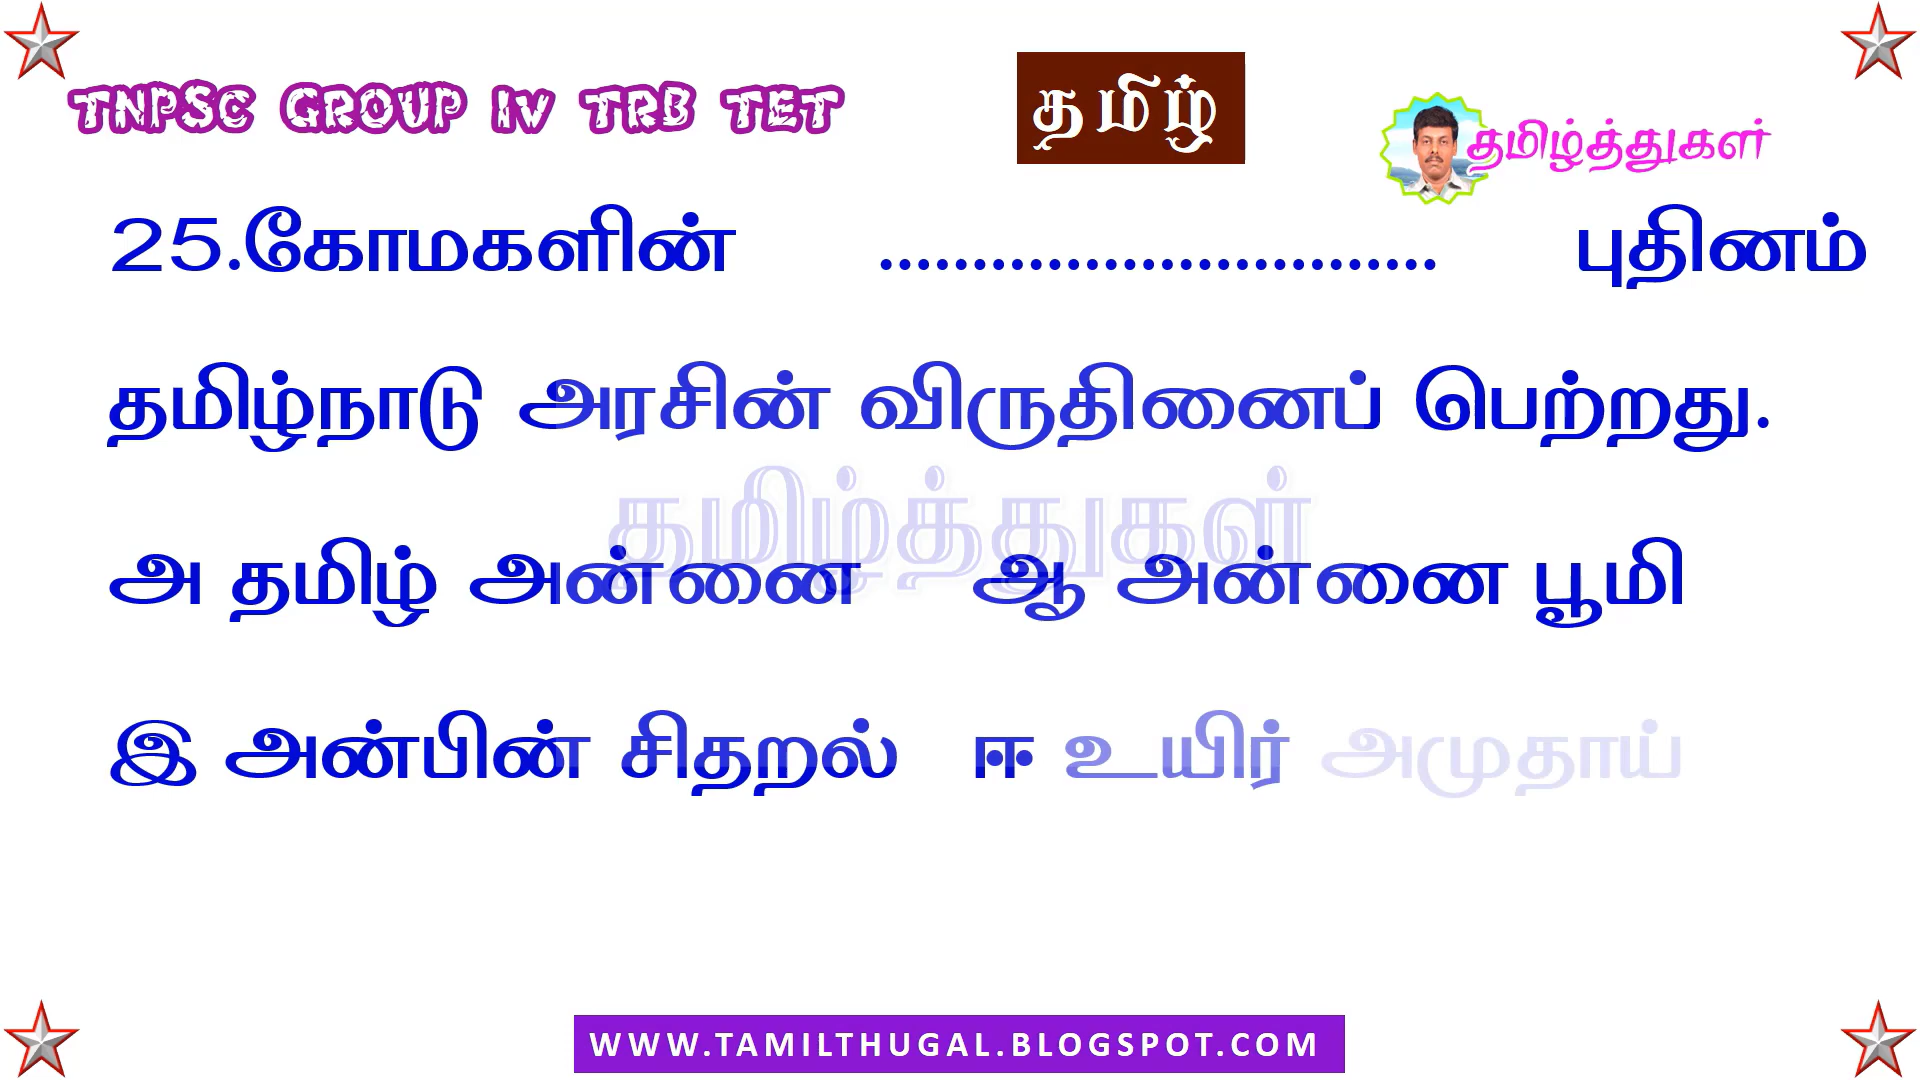 TNPSC GROUP IV TRB TET
தமிழ்
தமிழ்த்துகள்
25.கோமகளின் .............................. புதினம்
தமிழ்நாடு அரசின் விருதினைப் பெற்றது.
தமிழ்த்துகள்
அ தமிழ் அன்னை ஆ அன்னை பூமி
இ அன்பின் சிதறல் ஈ உயிர் அமுதாய்
WWW.TAMILTHUGAL.BLOGSPOT.COM